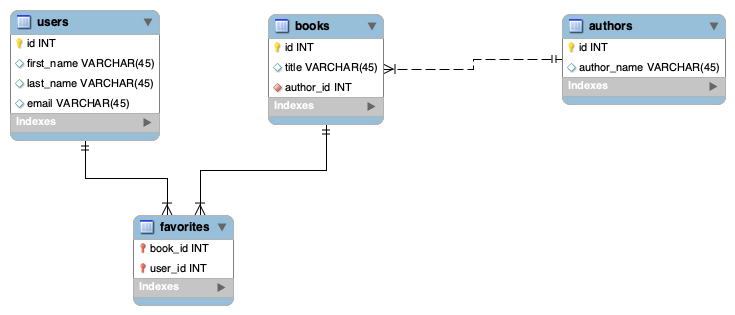 users
id INT
first_name VARCHAR(45)
last_name VARCHAR(45)
email VARCHAR(45)
Indexes
books
id INT
title VARCHAR(45)
author_id INT
Indexes
authors
id INT
author_name VARCHAR(45)
Indexes
favorites
book_id INT
user_id INT
Indexes